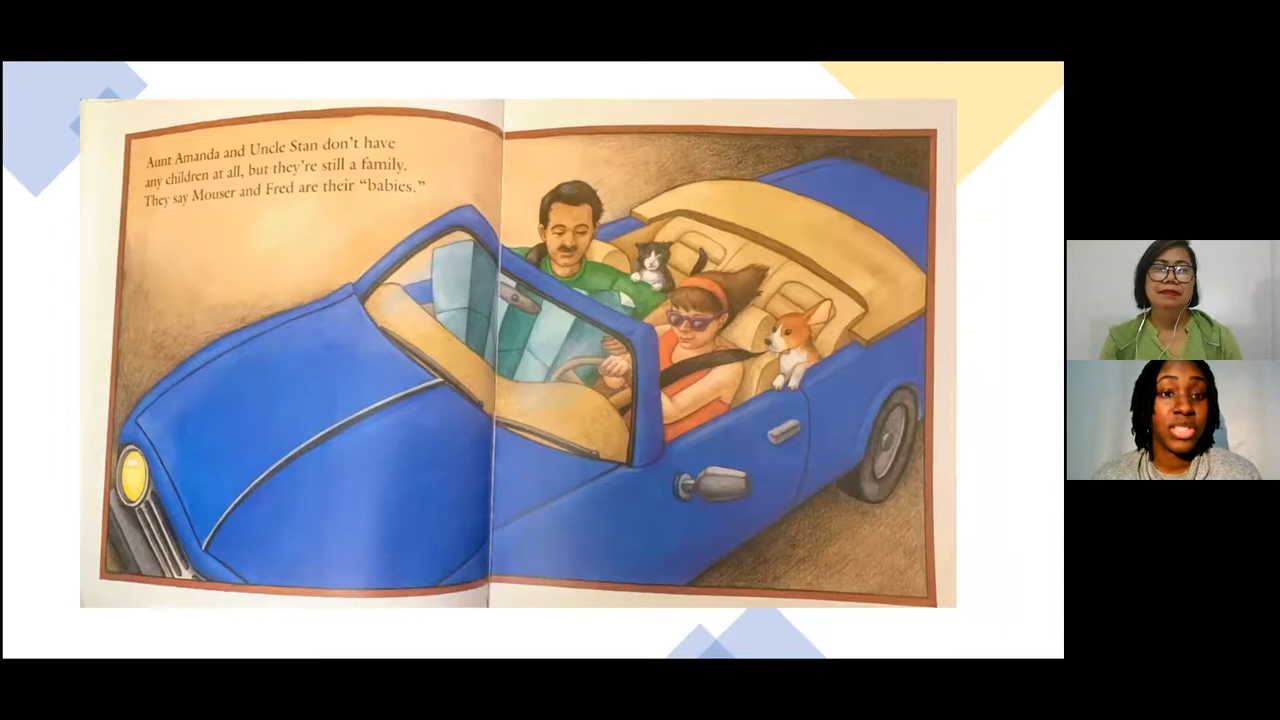 Aunt Amanda and Uncle Stan don't have
any children at all, but they're still a family.
They say Mouser and Fred are their "babies."